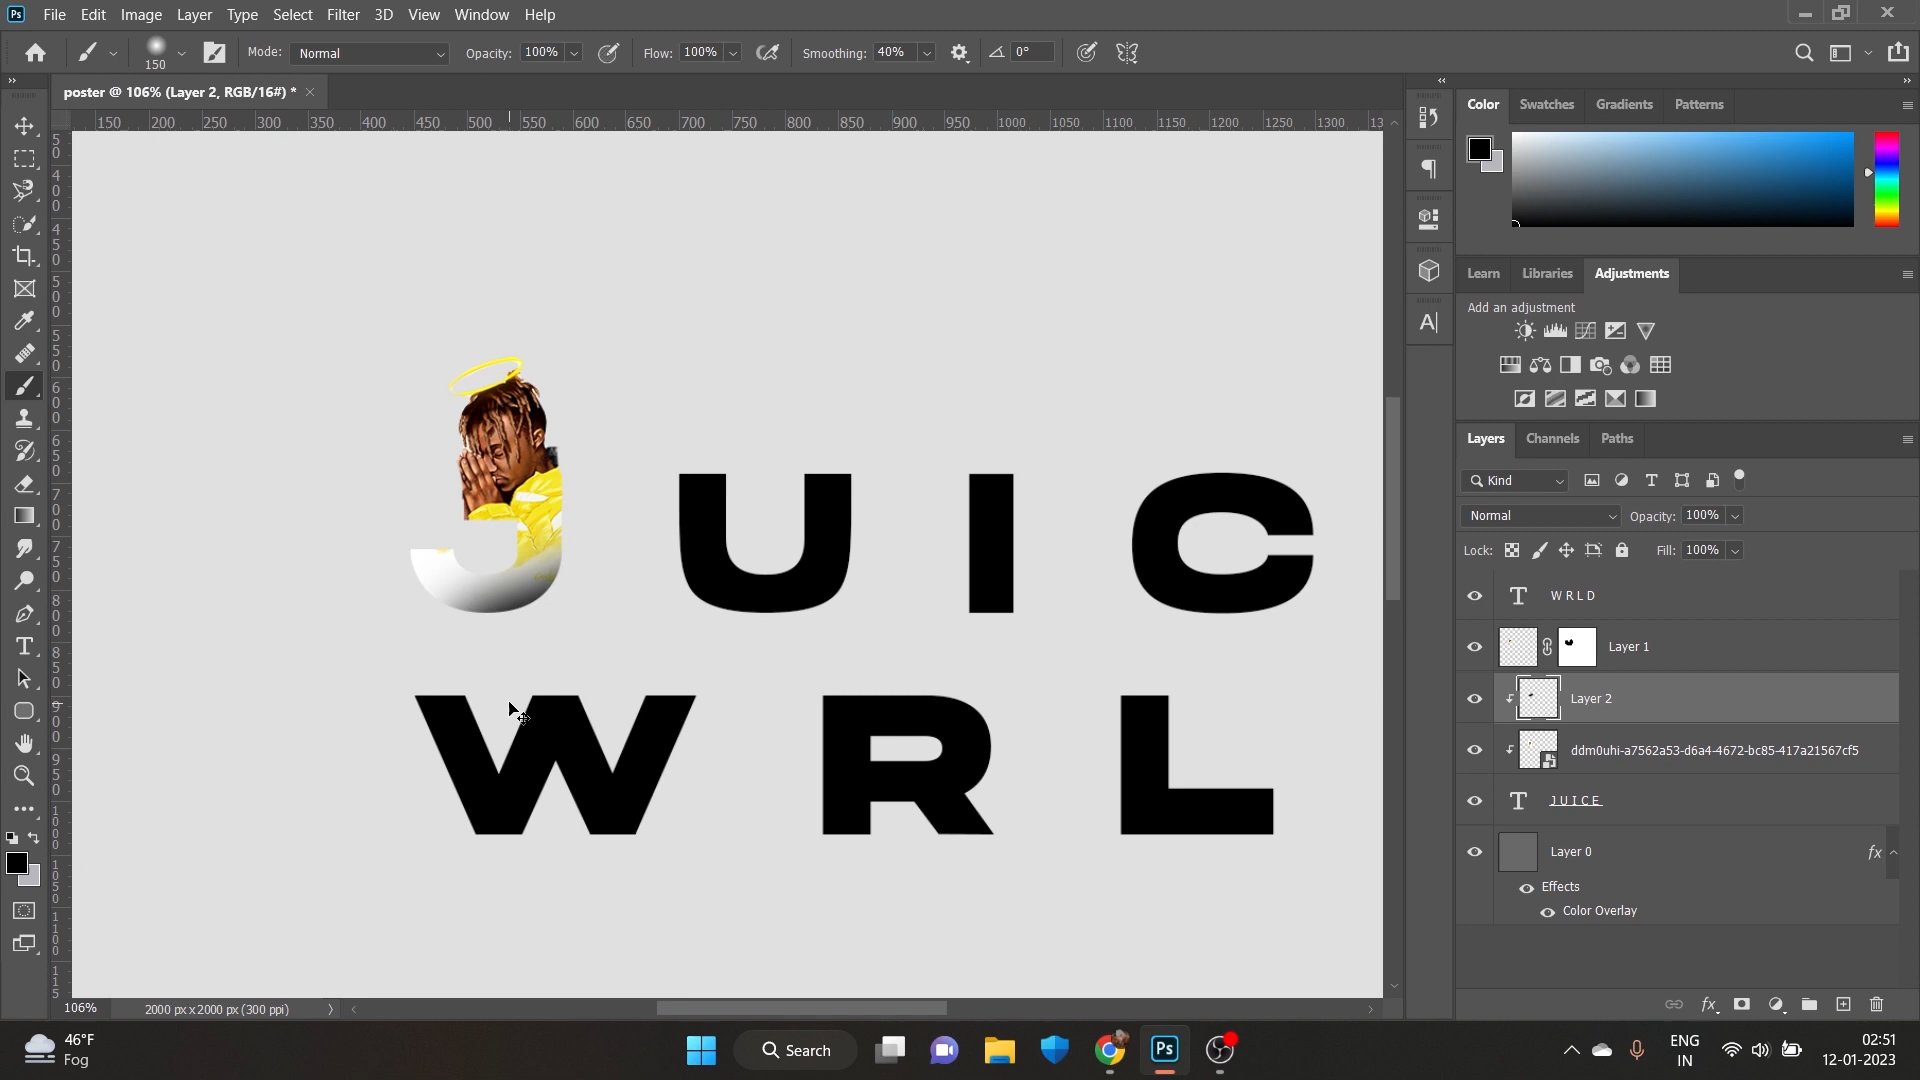 Ps File Edit Image Layer Type Select Filter 3D View Window Help
150 Mode: Normal Opacity: 100% Flow: 100% Smoothing: 40% 0°
poster @ 106% (Layer 2, RGB/16#) *
150 200 250 300 350 400 450 500 550 600 650 700 750 800 850 900 950 1000 1050 1100 1150 1200 1250 1300 13
Color Swatches Gradients Patterns
Learn Libraries Adjustments
Add an adjustment
Layers Channels Paths
Kind
Normal Opacity: 100%
Lock: Fill: 100%
W R L D
Layer 1
Layer 2
ddm0uhi-a7562a53-d6a4-4672-bc85-417a21567cf5
J U I C E
Layer 0 fx
Effects
Color Overlay
J U I C
W R L
106% 2000 px x 2000 px (300 ppi)
46°F
Fog
Search
Ps
ENG
IN
02:51
12-01-2023